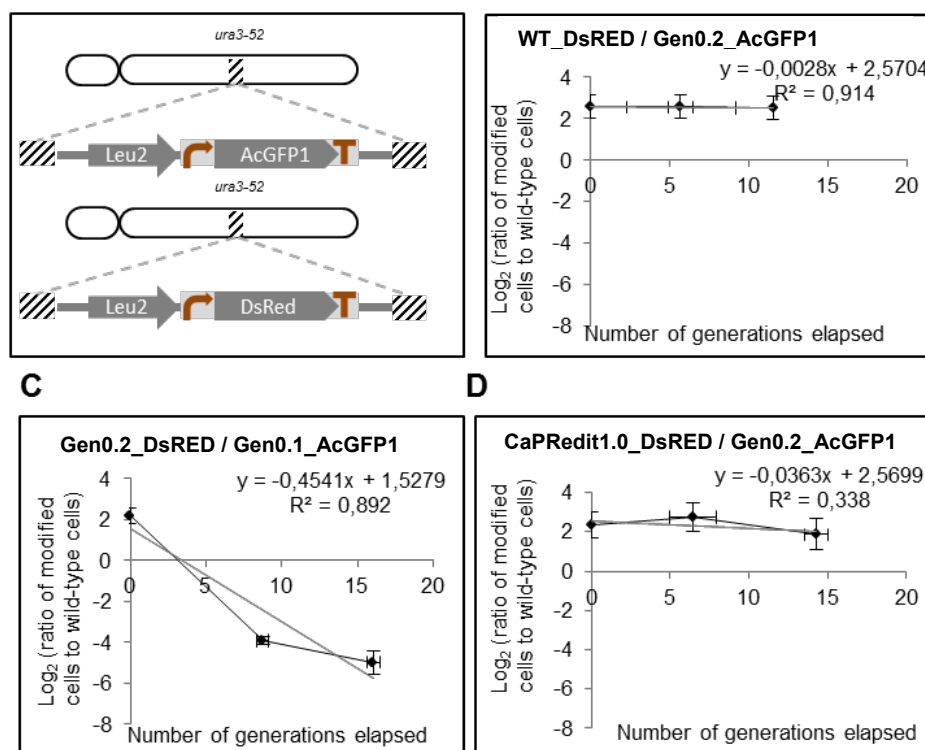 ura3-52
Leu2 AcGFP1 T
ura3-52
Leu2 DsRed T
WT_DsRED / Gen0.2_AcGFP1
y = -0,0028x + 2,5704
R² = 0,914
4
2
0
-2
-4
-6
-8
0 5 10 15 20
Log₂ (ratio of modified
cells to wild-type cells)
Number of generations elapsed
C
Gen0.2_DsRED / Gen0.1_AcGFP1
y = -0,4541x + 1,5279
R² = 0,892
4
2
0
-2
-4
-6
-8
0 5 10 15 20
Log₂ (ratio of modified
cells to wild-type cells)
Number of generations elapsed
D
CaPRedit1.0_DsRED / Gen0.2_AcGFP1
y = -0,0363x + 2,5699
R² = 0,338
4
2
0
-2
-4
-6
-8
0 5 10 15 20
Log₂ (ratio of modified
cells to wild-type cells)
Number of generations elapsed